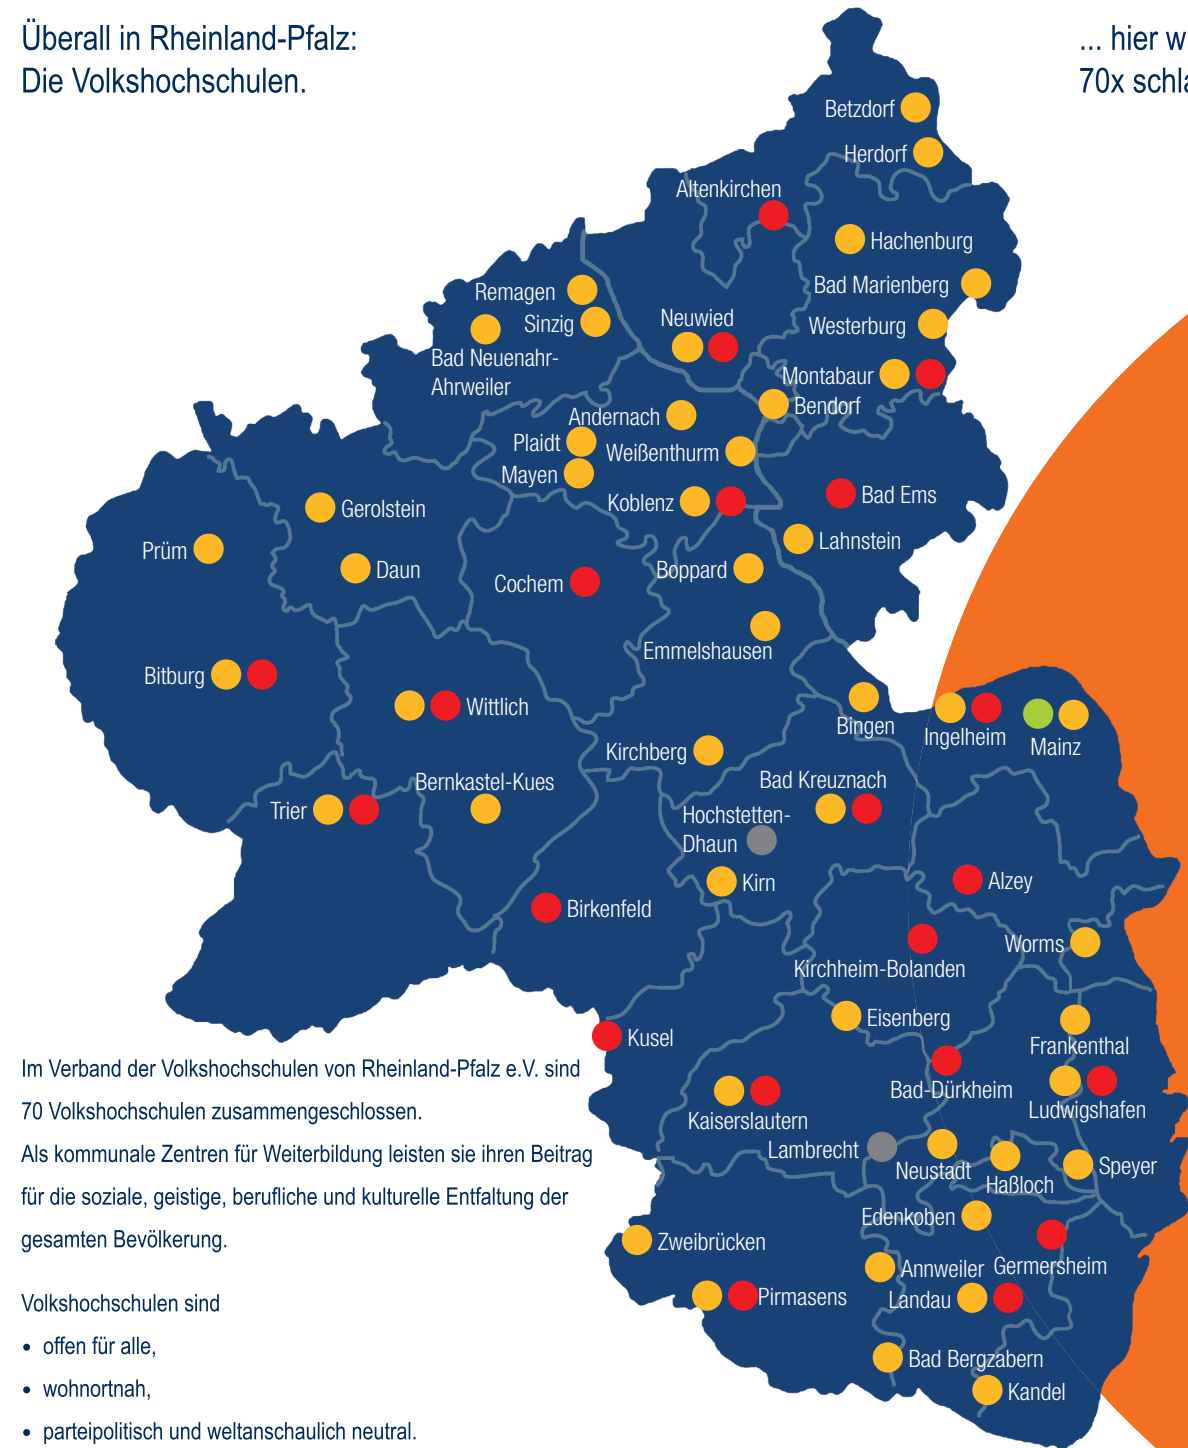 Überall in Rheinland-Pfalz:
Die Volkshochschulen.
... hier w
70x schla
Betzdorf
Herdorf
Altenkirchen
Hachenburg
Bad Marienberg
Remagen
Sinzig
Neuwied
Westerburg
Bad Neuenahr-
Ahrweiler
Montabaur
Bendorf
Andernach
Plaidt
Weißenthurm
Mayen
Koblenz
Bad Ems
Gerolstein
Lahnstein
Prüm
Daun
Boppard
Cochem
Emmelshausen
Bitburg
Wittlich
Bingen
Ingelheim
Mainz
Kirchberg
Bernkastel-Kues
Bad Kreuznach
Trier
Hochstetten-
Dhaun
Kirn
Alzey
Birkenfeld
Worms
Kirchheim-Bolanden
Eisenberg
Kusel
Frankenthal
Bad-Dürkheim
Ludwigshafen
Kaiserslautern
Lambrecht
Neustadt
Haßloch
Speyer
Edenkoben
Zweibrücken
Annweiler
Germersheim
Pirmasens
Landau
Bad Bergzabern
Kandel
Im Verband der Volkshochschulen von Rheinland-Pfalz e.V. sind
70 Volkshochschulen zusammengeschlossen.
Als kommunale Zentren für Weiterbildung leisten sie ihren Beitrag
für die soziale, geistige, berufliche und kulturelle Entfaltung der
gesamten Bevölkerung.
Volkshochschulen sind
• offen für alle,
• wohnortnah,
• parteipolitisch und weltanschaulich neutral.